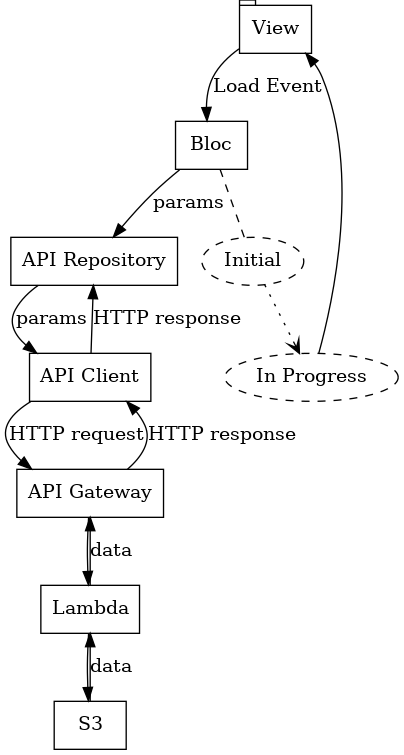 View
Load Event
Bloc
params
API Repository
Initial
params
HTTP response
API Client
In Progress
HTTP request
HTTP response
API Gateway
data
Lambda
data
S3